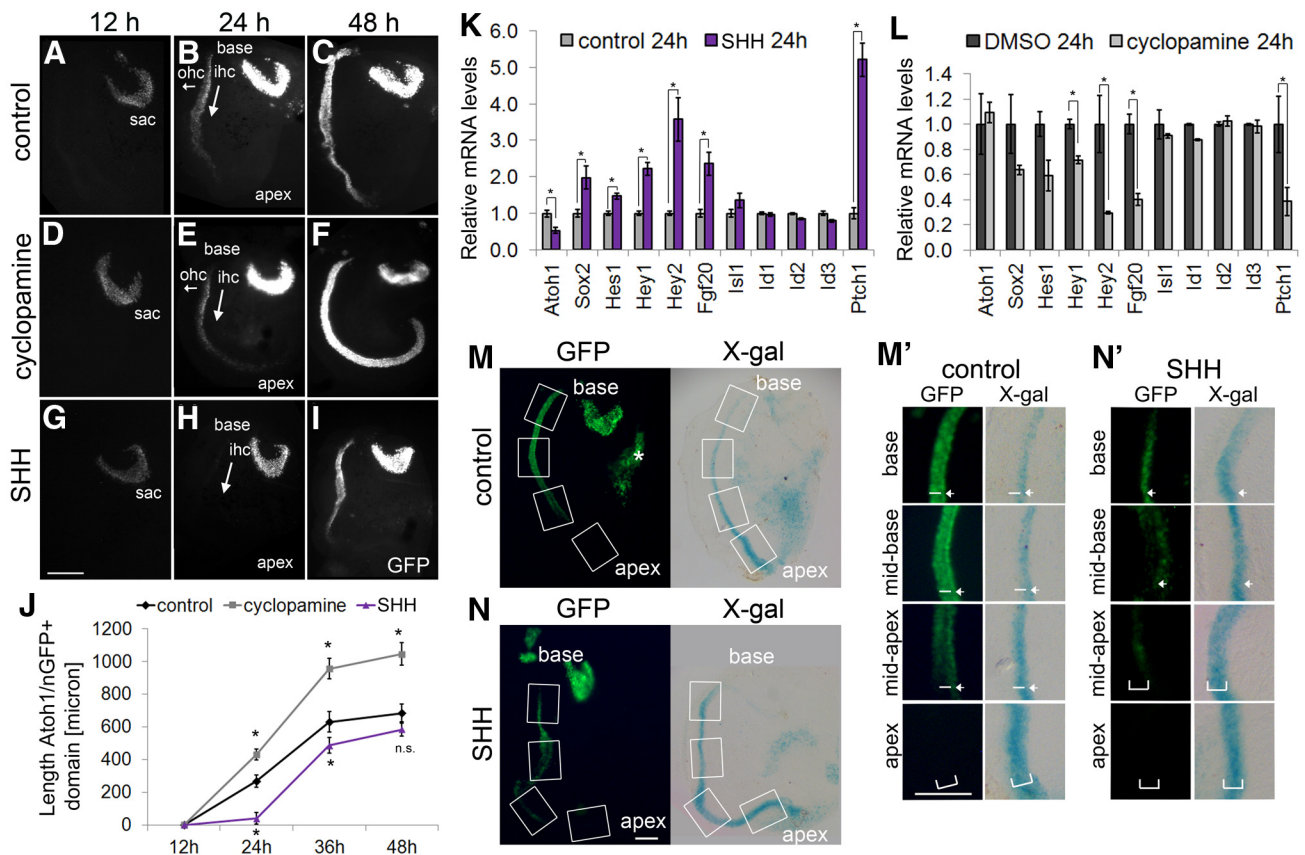 12 h 24 h 48 h
control
A
sac
B
base
ohc
ihc
apex
C
cyclopamine
D
sac
E
base
ohc
ihc
apex
F
SHH
G
sac
H
base
ihc
apex
I
GFP
J
control cyclopamine SHH
Length Atoh1/nGFP+
domain [micron]
1200
1000
800
600
400
200
0
12h 24h 36h 48h
* * * * * n.s.
K
control 24h SHH 24h
Relative mRNA levels
6.0
5.0
4.0
3.0
2.0
1.0
0.0
* * * * * * *
Atoh1 Sox2 Hes1 Hey1 Hey2 Fgf20 Isl1 Id1 Id2 Id3 Ptch1
L
DMSO 24h cyclopamine 24h
Relative mRNA levels
1.4
1.2
1.0
0.8
0.6
0.4
0.2
0.0
* * * *
Atoh1 Sox2 Hes1 Hey1 Hey2 Fgf20 Isl1 Id1 Id2 Id3 Ptch1
M
GFP X-gal
control
base
*
apex
base
apex
N
GFP X-gal
SHH
base
apex
base
apex
M'
control
GFP X-gal
base
mid-base
mid-apex
apex
N'
SHH
GFP X-gal
base
mid-base
mid-apex
apex